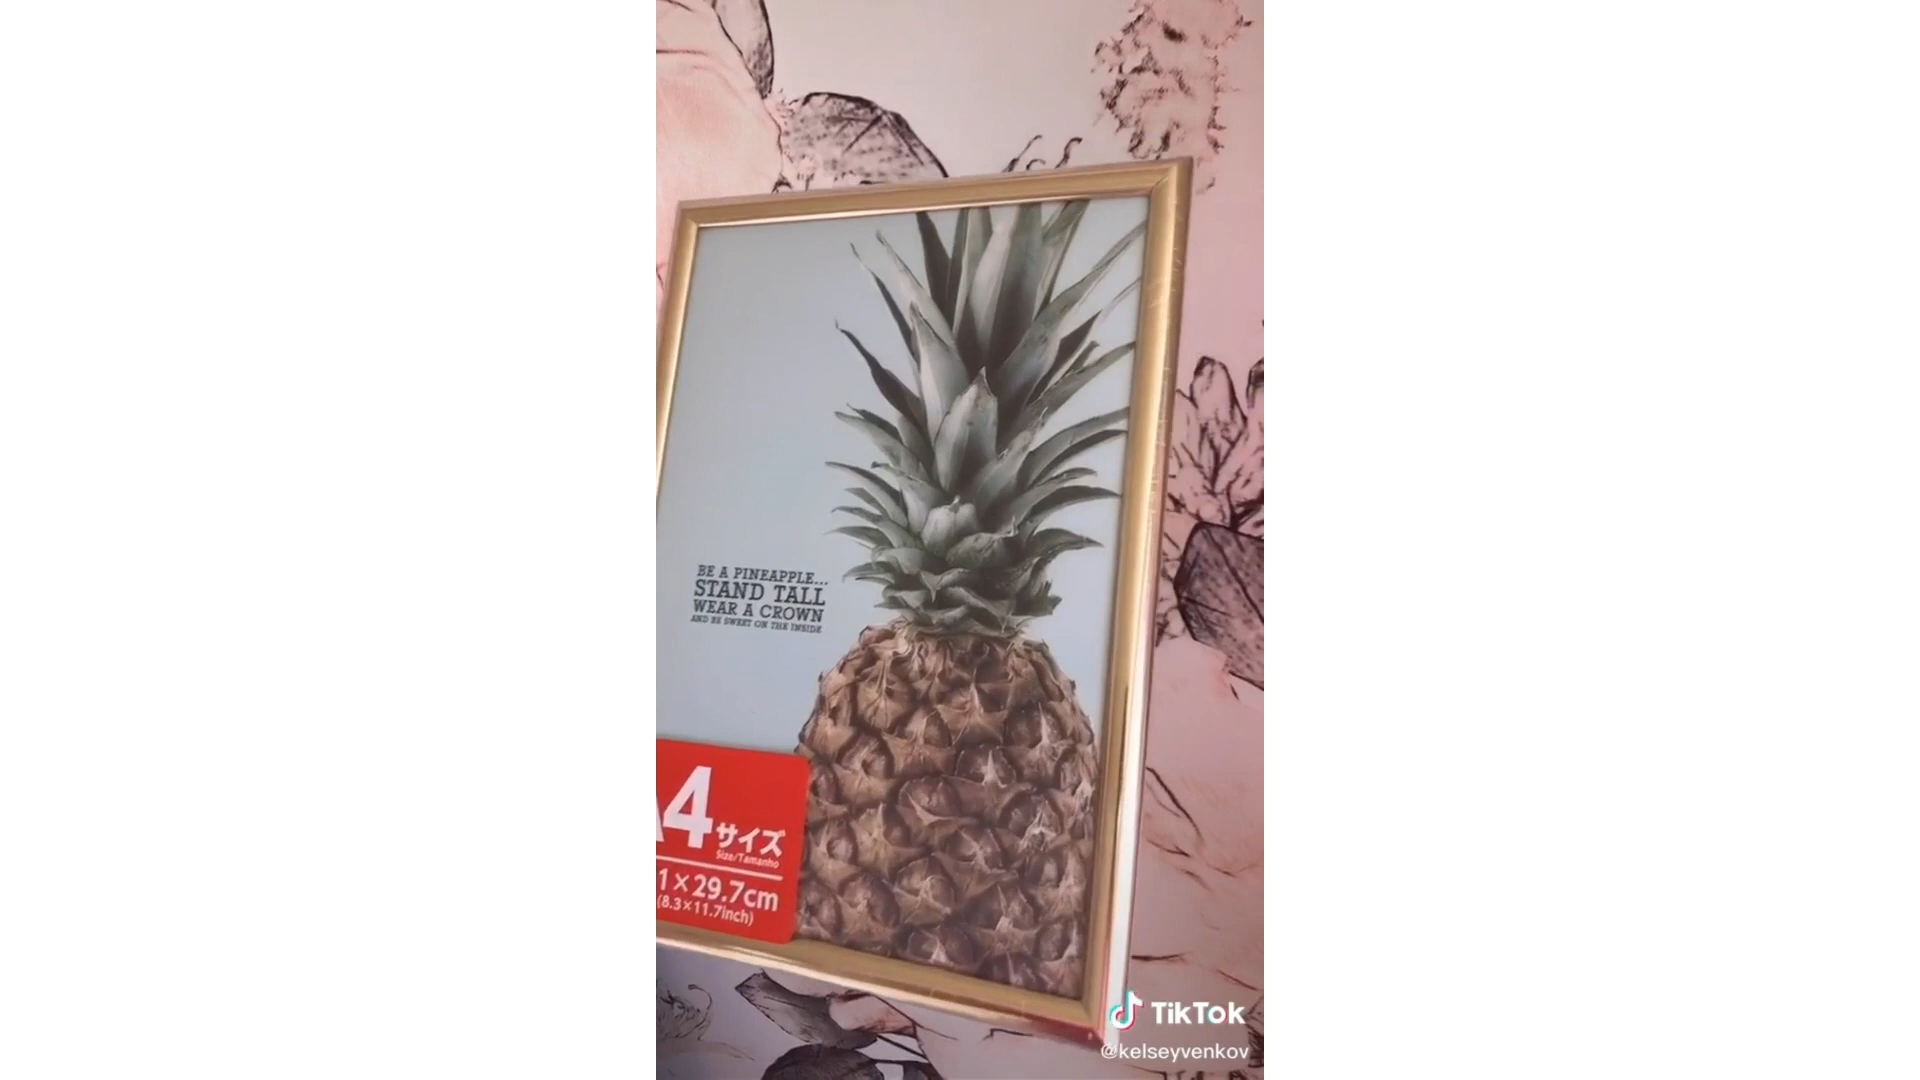 BE A PINEAPPLE...
STAND TALL
WEAR A CROWN
AND BE SWEET ON THE INSIDE
A4サイズ
Size/Tamanho
1×29.7cm
(8.3×11.7inch)
TikTok
@kelseyvenkov